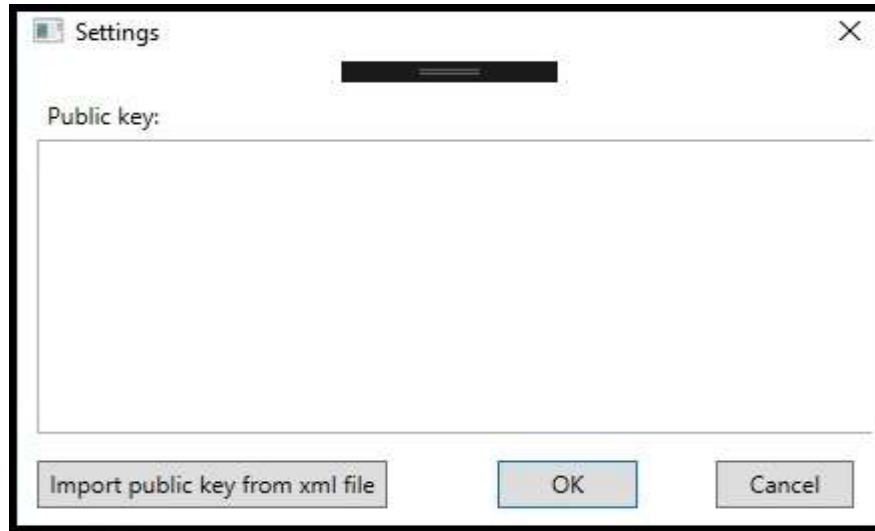 Settings
Public key:
Import public key from xml file
OK
Cancel